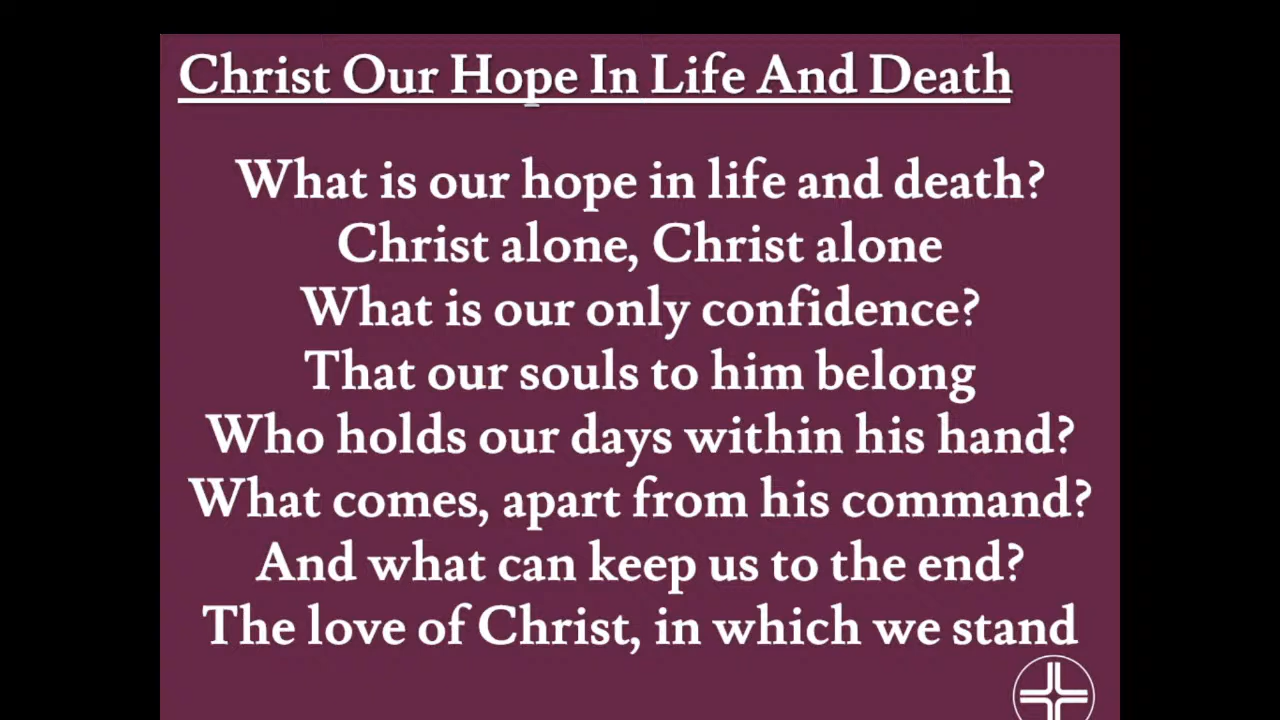 Christ Our Hope In Life And Death
What is our hope in life and death?
Christ alone, Christ alone
What is our only confidence?
That our souls to him belong
Who holds our days within his hand?
What comes, apart from his command?
And what can keep us to the end?
The love of Christ, in which we stand